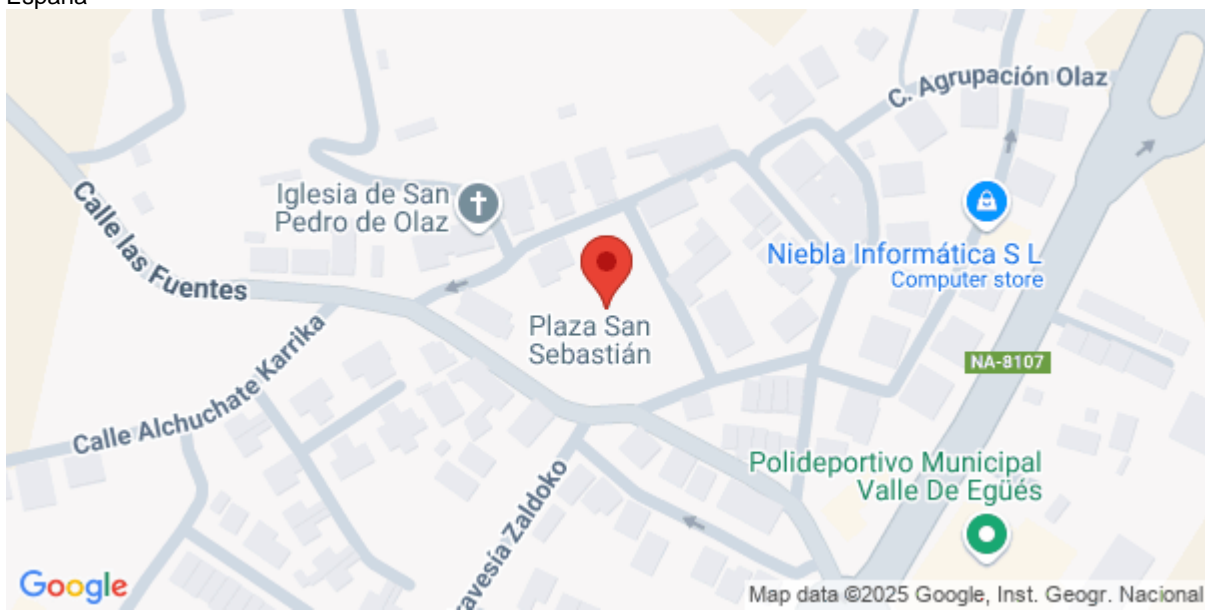 España
C. Agrupación Olaz
Iglesia de San
Pedro de Olaz
Calle las Fuentes
Niebla Informática S L
Computer store
Plaza San
Sebastián
NA-8107
Calle Alchuchate Karrika
Polideportivo Municipal
Valle De Egüés
avesía Zaldoko
Google
Map data ©2025 Google, Inst. Geogr. Nacional